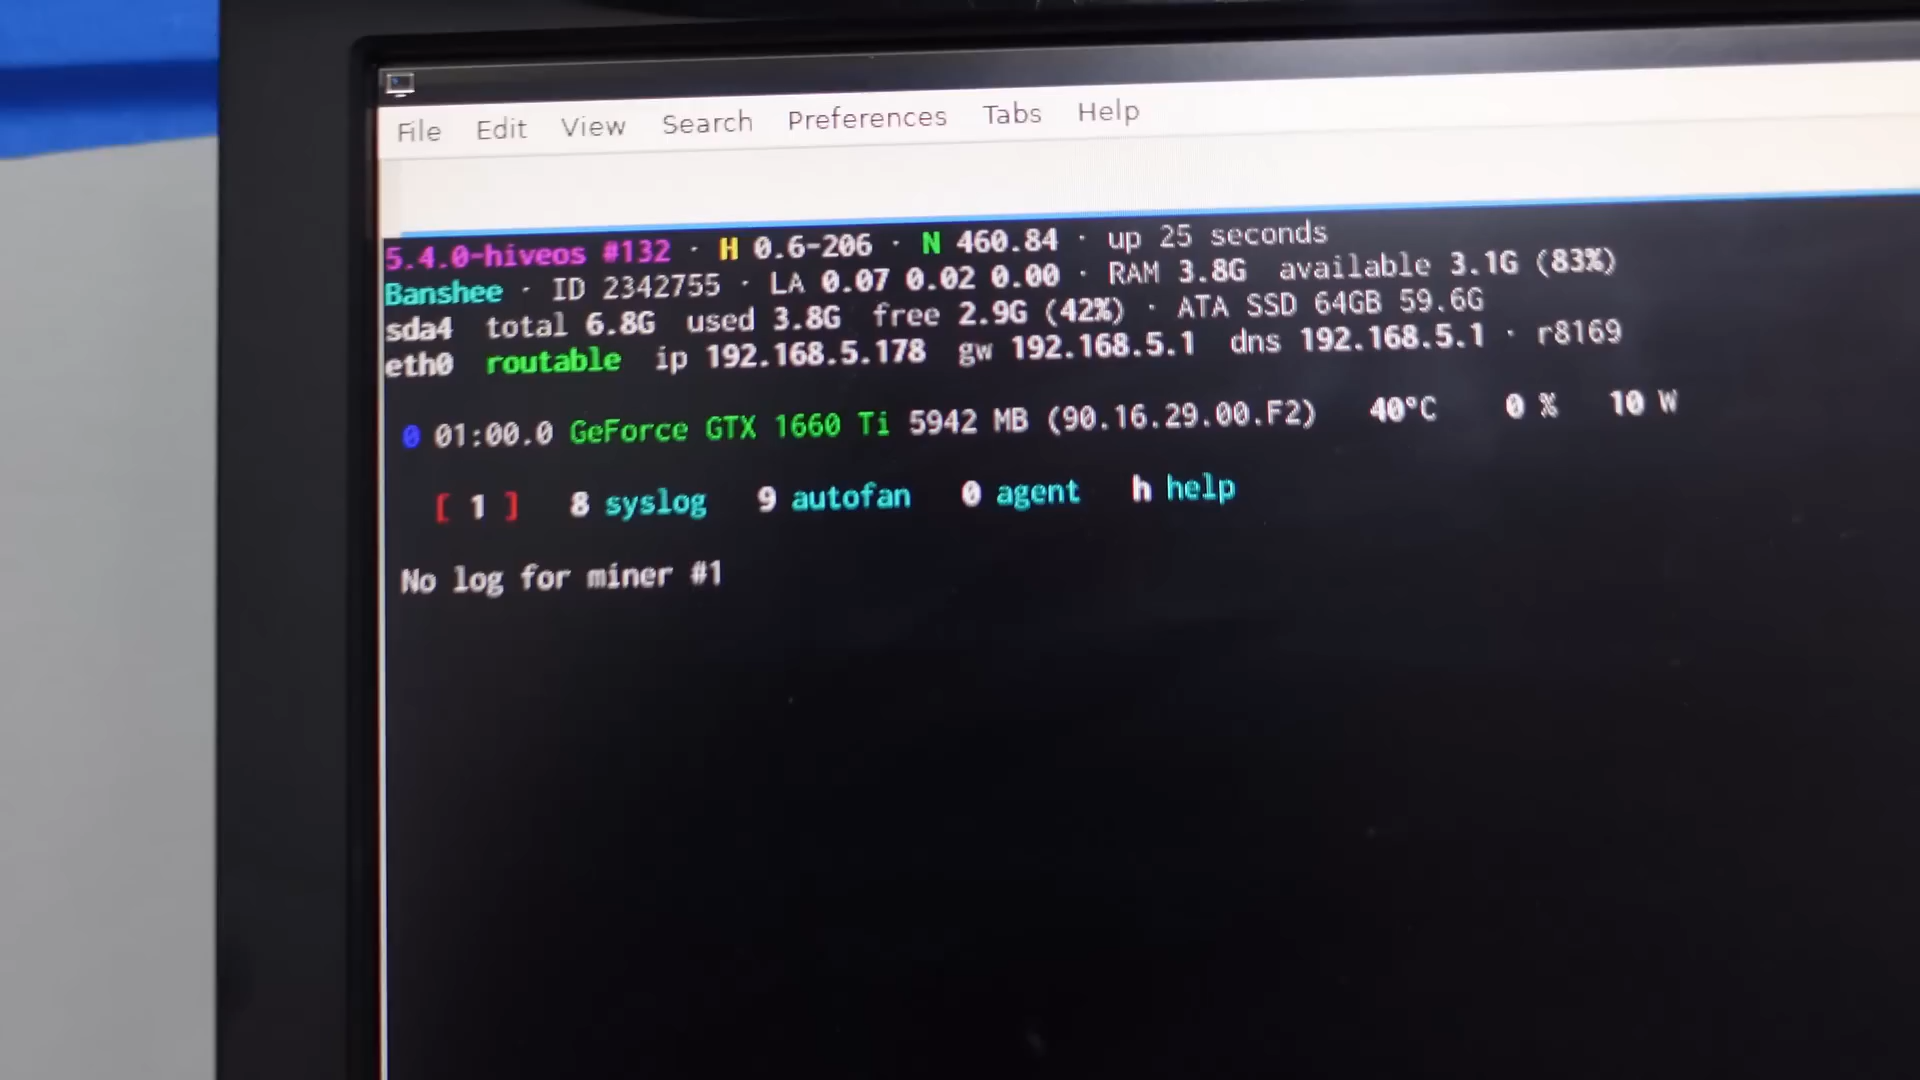 File Edit View Search Preferences Tabs Help
5.4.0-hiveos #132 · H 0.6-206 · N 460.84 · up 25 seconds
Banshee · ID 2342755 · LA 0.07 0.02 0.00 · RAM 3.8G available 3.1G (83%)
sda4 total 6.8G used 3.8G free 2.9G (42%) · ATA SSD 64GB 59.6G
eth0 routable ip 192.168.5.178 gw 192.168.5.1 dns 192.168.5.1 · r8169
0 01:00.0 GeForce GTX 1660 Ti 5942 MB (90.16.29.00.F2) 40°C 0 % 10 W
[ 1 ] 8 syslog 9 autofan 0 agent h help
No log for miner #1